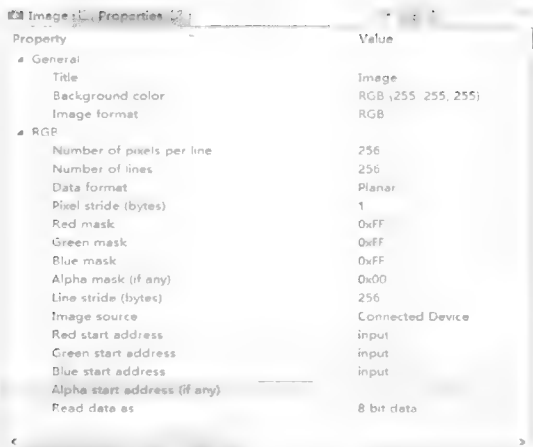 Image Properties
Property Value
General
Title Image
Background color RGB (255, 255, 255)
Image format RGB
RGB
Number of pixels per line 256
Number of lines 256
Data format Planar
Pixel stride (bytes) 1
Red mask 0xFF
Green mask 0xFF
Blue mask 0xFF
Alpha mask (if any) 0x00
Line stride (bytes) 256
Image source Connected Device
Red start address input
Green start address input
Blue start address input
Alpha start address (if any)
Read data as 8 bit data